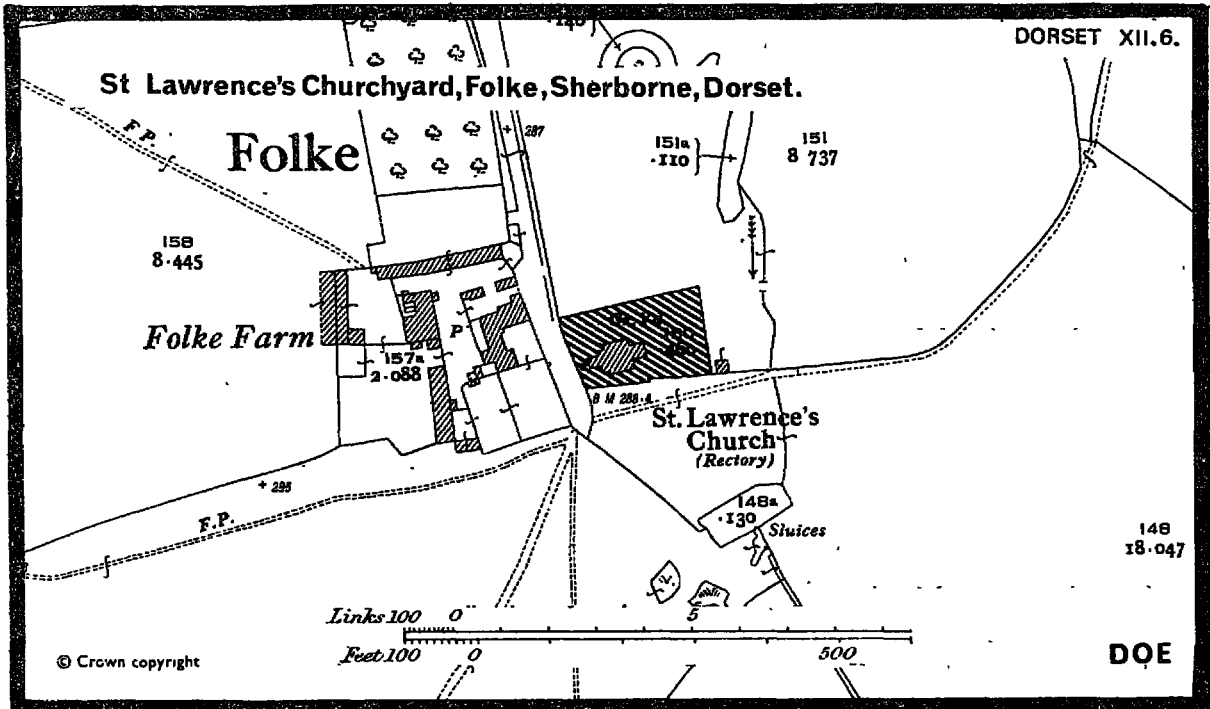 DORSET XII.6.
St Lawrence's Churchyard, Folke, Sherborne, Dorset.
F.P.
Folke
287
151a
·110
151
8 737
158
8·445
Folke Farm
P
157a
2·088
B M 288·4
St. Lawrence's
Church
(Rectory)
+ 295
F.P.
148a
·130
Sluices
148
18·047
Links 100 0 5
Feet 100 0 500
© Crown copyright
DOE